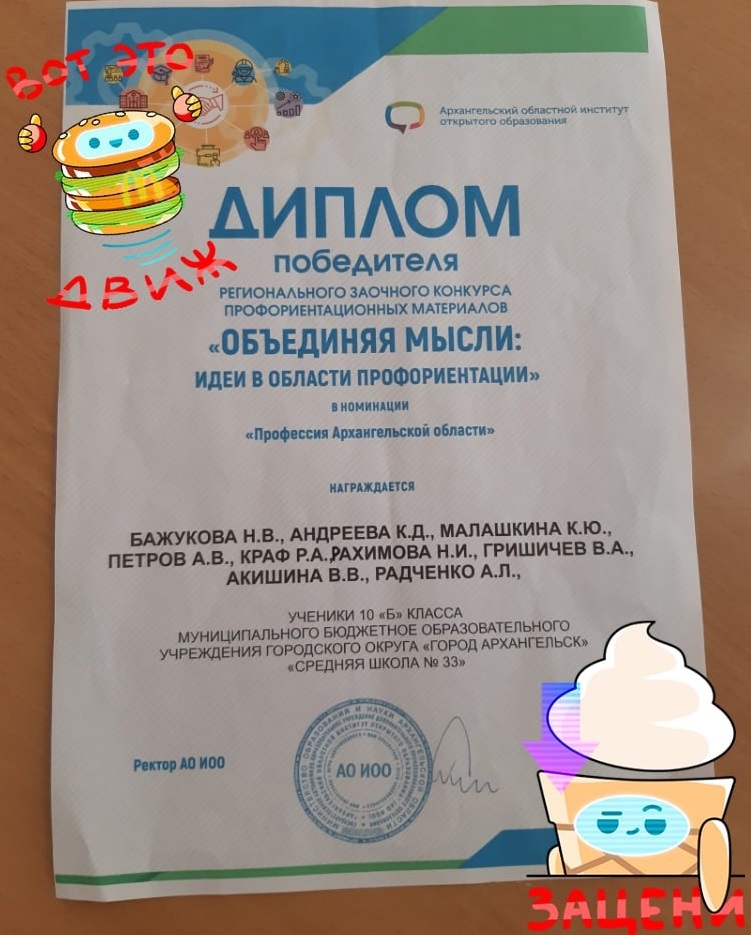 ВОТ ЭТО
ДВИЖ
Архангельский областной институт
открытого образования
ДИПЛОМ
победителя
РЕГИОНАЛЬНОГО ЗАОЧНОГО КОНКУРСА
ПРОФОРИЕНТАЦИОННЫХ МАТЕРИАЛОВ
«ОБЪЕДИНЯЯ МЫСЛИ:
ИДЕИ В ОБЛАСТИ ПРОФОРИЕНТАЦИИ»
В НОМИНАЦИИ
«Профессия Архангельской области»
НАГРАЖДАЕТСЯ
БАЖУКОВА Н.В., АНДРЕЕВА К.Д., МАЛАШКИНА К.Ю.,
ПЕТРОВ А.В., КРАФ Р.А.,РАХИМОВА Н.И., ГРИШИЧЕВ В.А.,
АКИШИНА В.В., РАДЧЕНКО А.Л.,
УЧЕНИКИ 10 «Б» КЛАССА
МУНИЦИПАЛЬНОГО БЮДЖЕТНОЕ ОБРАЗОВАТЕЛЬНОГО
УЧРЕЖДЕНИЯ ГОРОДСКОГО ОКРУГА «ГОРОД АРХАНГЕЛЬСК»
«СРЕДНЯЯ ШКОЛА № 33»
Ректор АО ИОО
АО ИОО
ЗАЦЕНИ